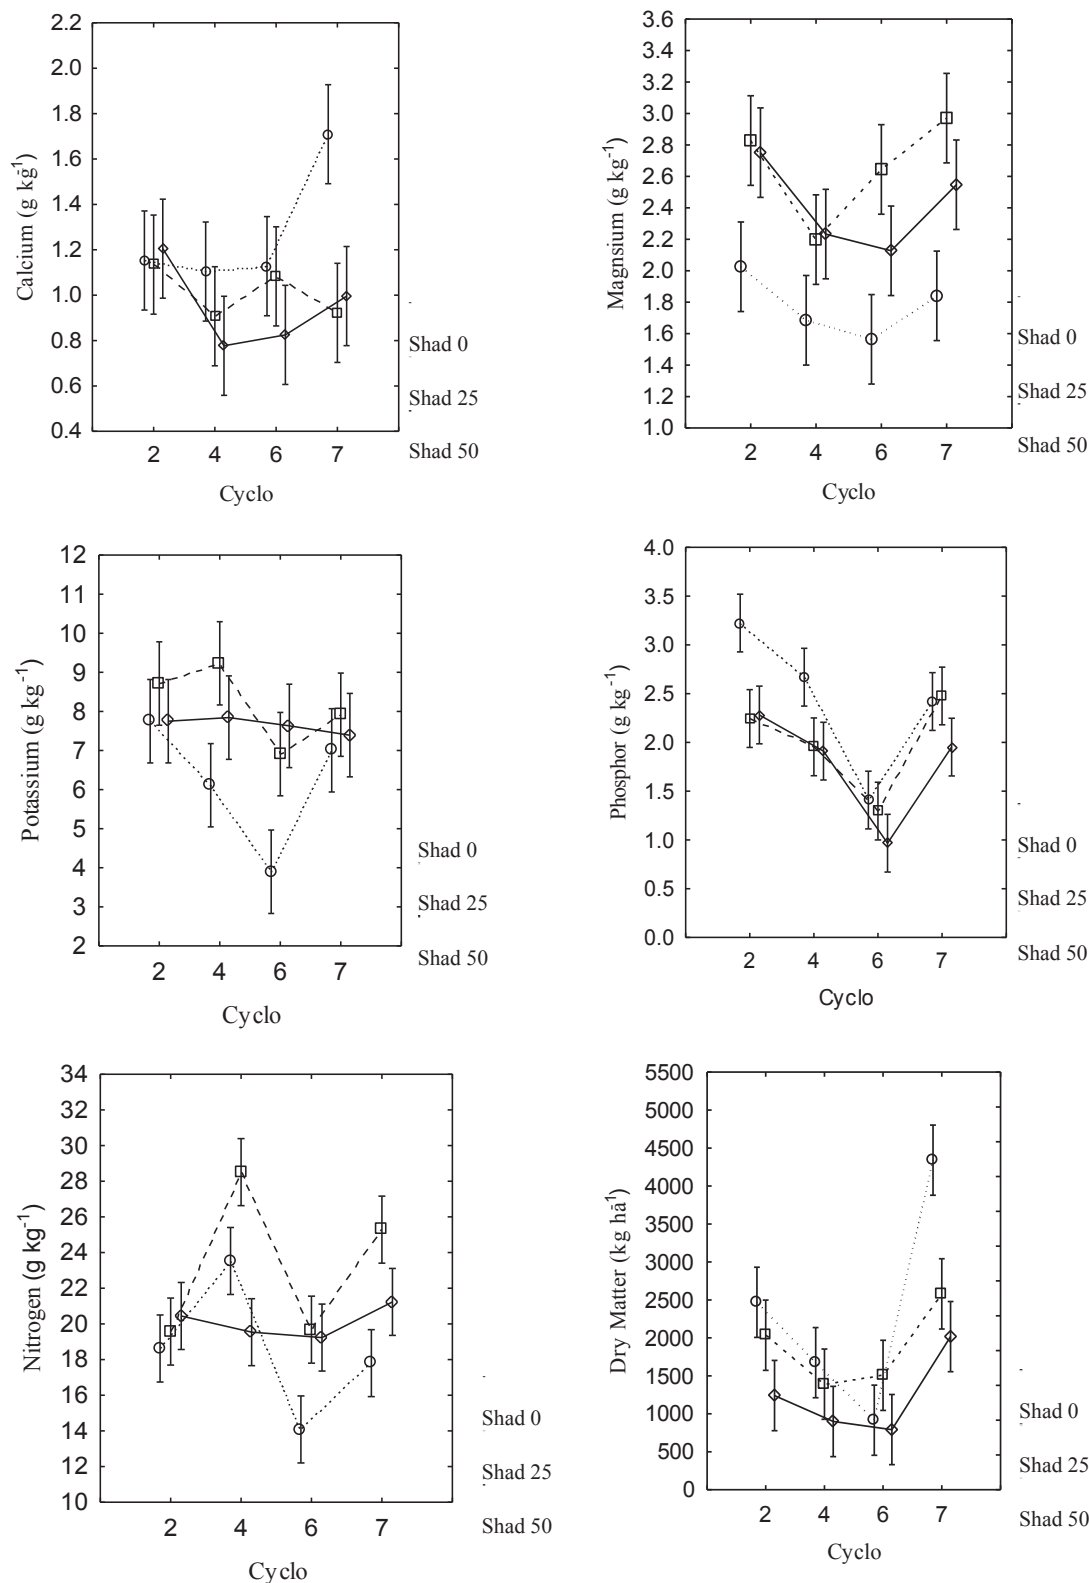 2.2
2.0
1.8
1.6
1.4
1.2
1.0
0.8
0.6
0.4
Calcium (g kg-1)
2 4 6 7
Cyclo
Shad 0
Shad 25
Shad 50
3.6
3.4
3.2
3.0
2.8
2.6
2.4
2.2
2.0
1.8
1.6
1.4
1.2
1.0
Magnsium (g kg-1)
2 4 6 7
Cyclo
Shad 0
Shad 25
Shad 50
12
11
10
9
8
7
6
5
4
3
2
Potassium (g kg-1)
2 4 6 7
Cyclo
Shad 0
Shad 25
Shad 50
4.0
3.5
3.0
2.5
2.0
1.5
1.0
0.5
0.0
Phosphor (g kg-1)
2 4 6 7
Cyclo
Shad 0
Shad 25
Shad 50
34
32
30
28
26
24
22
20
18
16
14
12
10
Nitrogen (g kg-1)
2 4 6 7
Cyclo
Shad 0
Shad 25
Shad 50
5500
5000
4500
4000
3500
3000
2500
2000
1500
1000
500
0
Dry Matter (kg hā1)
2 4 6 7
Cyclo
Shad 0
Shad 25
Shad 50